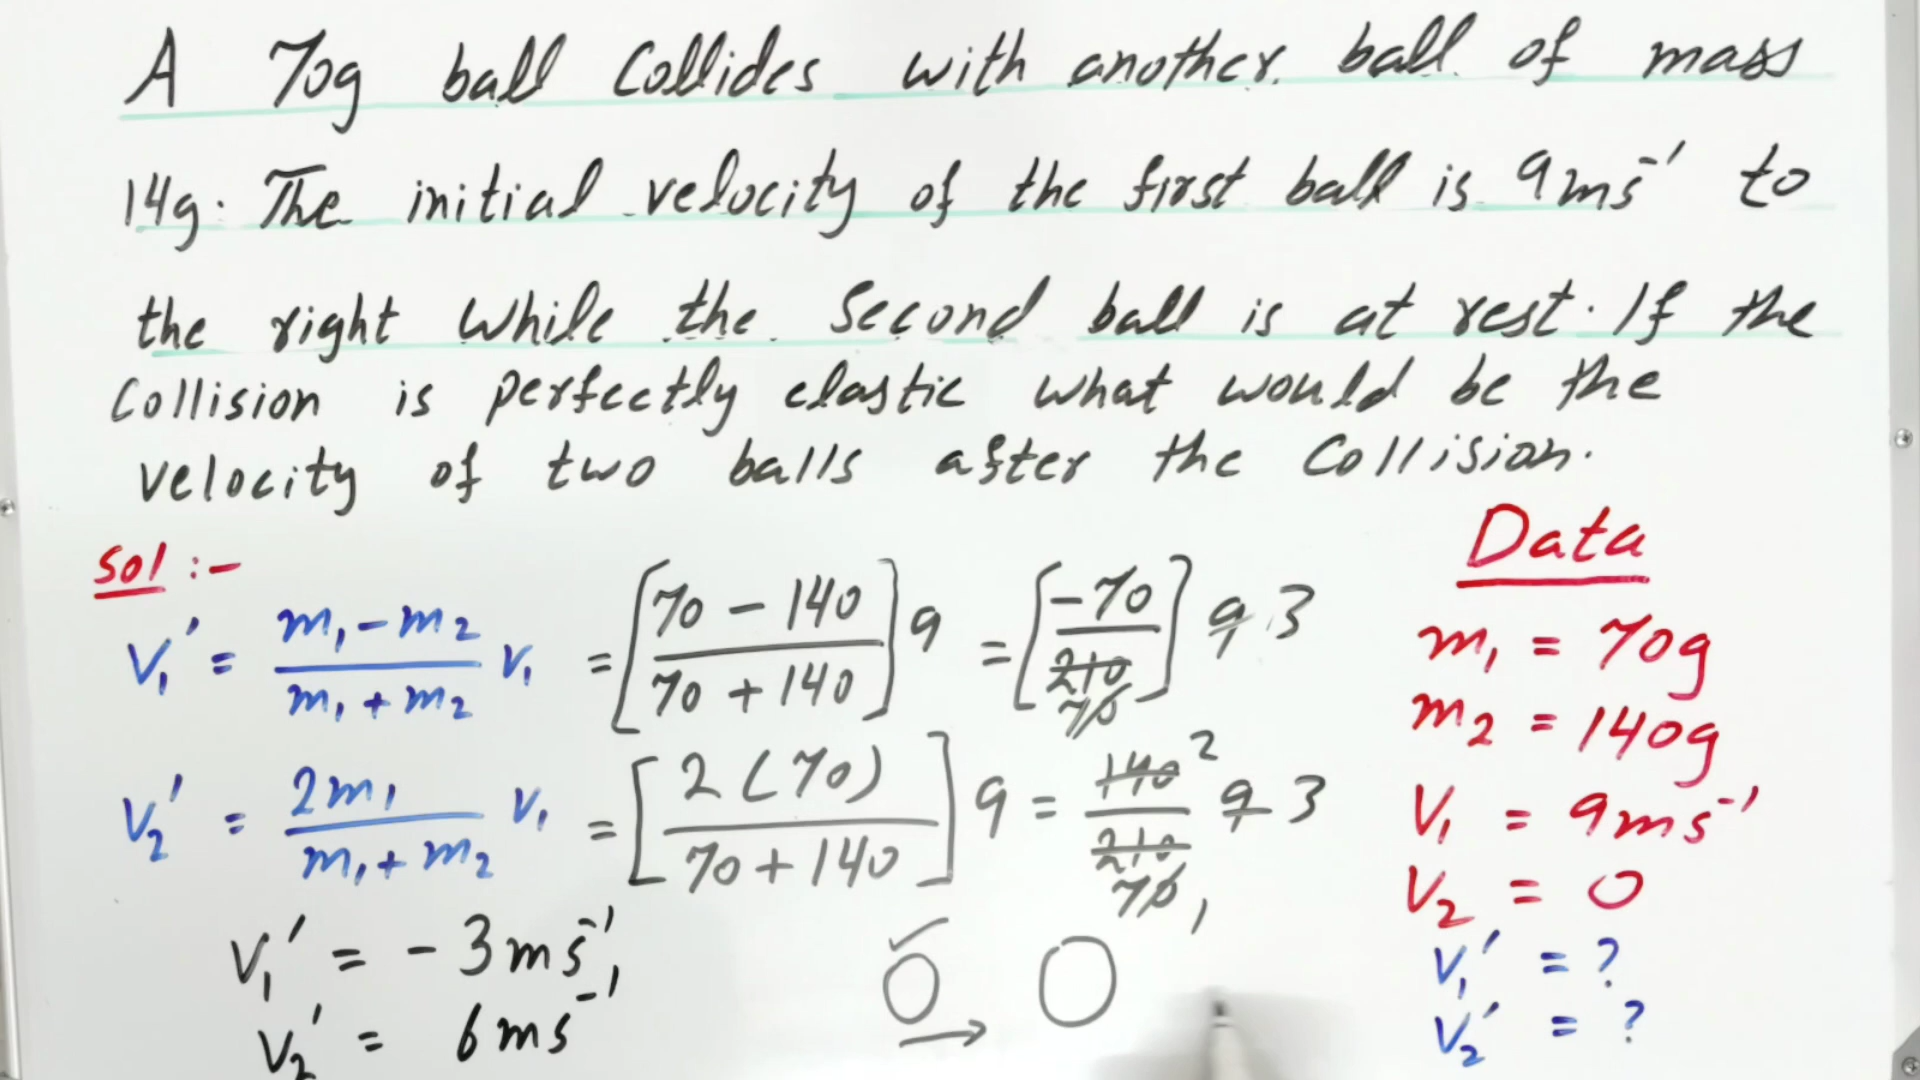 A 70g ball Collides with another ball of mass
14g. The initial velocity of the first ball is 9ms⁻¹ to
the right while the Second ball is at rest. If the
Collision is perfectly elastic what would be the
velocity of two balls after the Collision.
Sol :-
V₁' = m₁-m₂ / m₁+m₂ V₁ = [70 - 140 / 70 + 140] 9 = [-70 / 210 70] 9 3
V₂' = 2m₁ / m₁+m₂ V₁ = [2(70) / 70+140] 9 = 140 2 / 210 70 1 9 3
V₁' = -3ms⁻¹,
V₂' = 6ms⁻¹
Data
m₁ = 70g
m₂ = 140g
V₁ = 9ms⁻¹
V₂ = 0
V₁' = ?
V₂' = ?